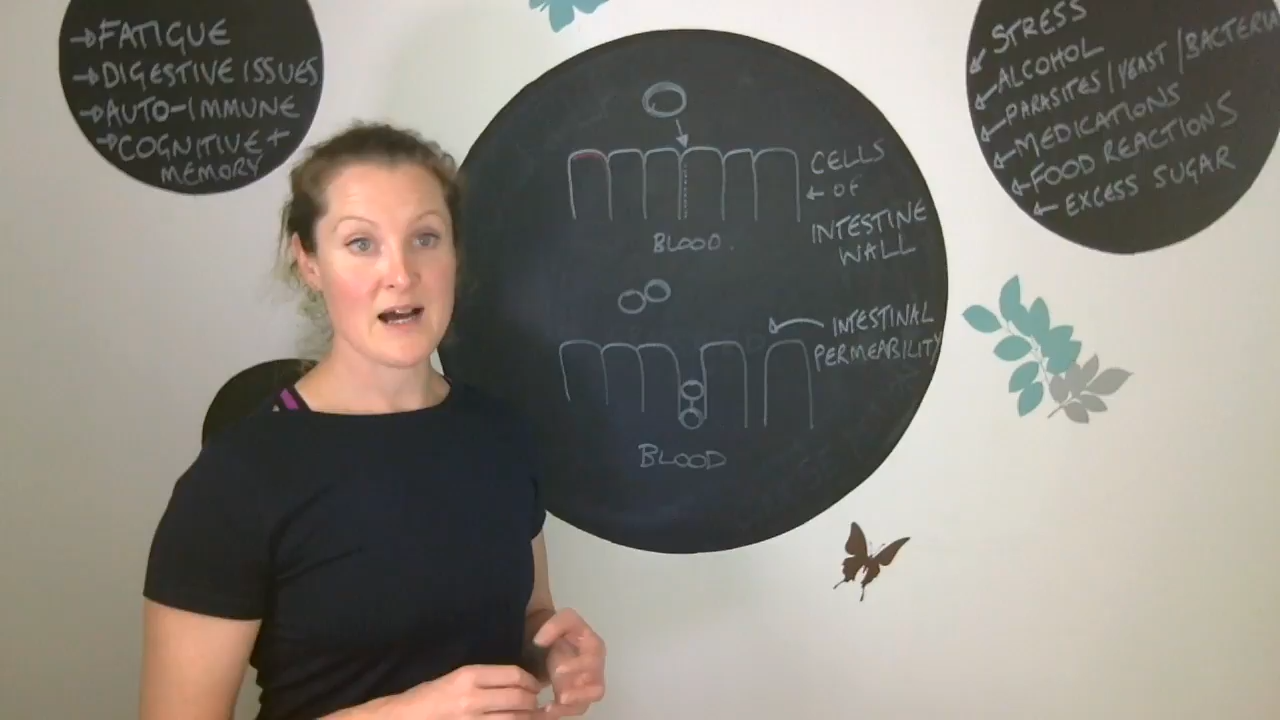 →FATIGUE
→DIGESTIVE ISSUES
→AUTO-IMMUNE
→COGNITIVE +
MEMORY
CELLS
← OF
INTESTINE
WALL
BLOOD.
INTESTINAL
PERMEABILITY
BLOOD
← STRESS
← ALCOHOL
← PARASITES/YEAST/BACTERIA
← MEDICATIONS
← FOOD REACTIONS
← EXCESS SUGAR